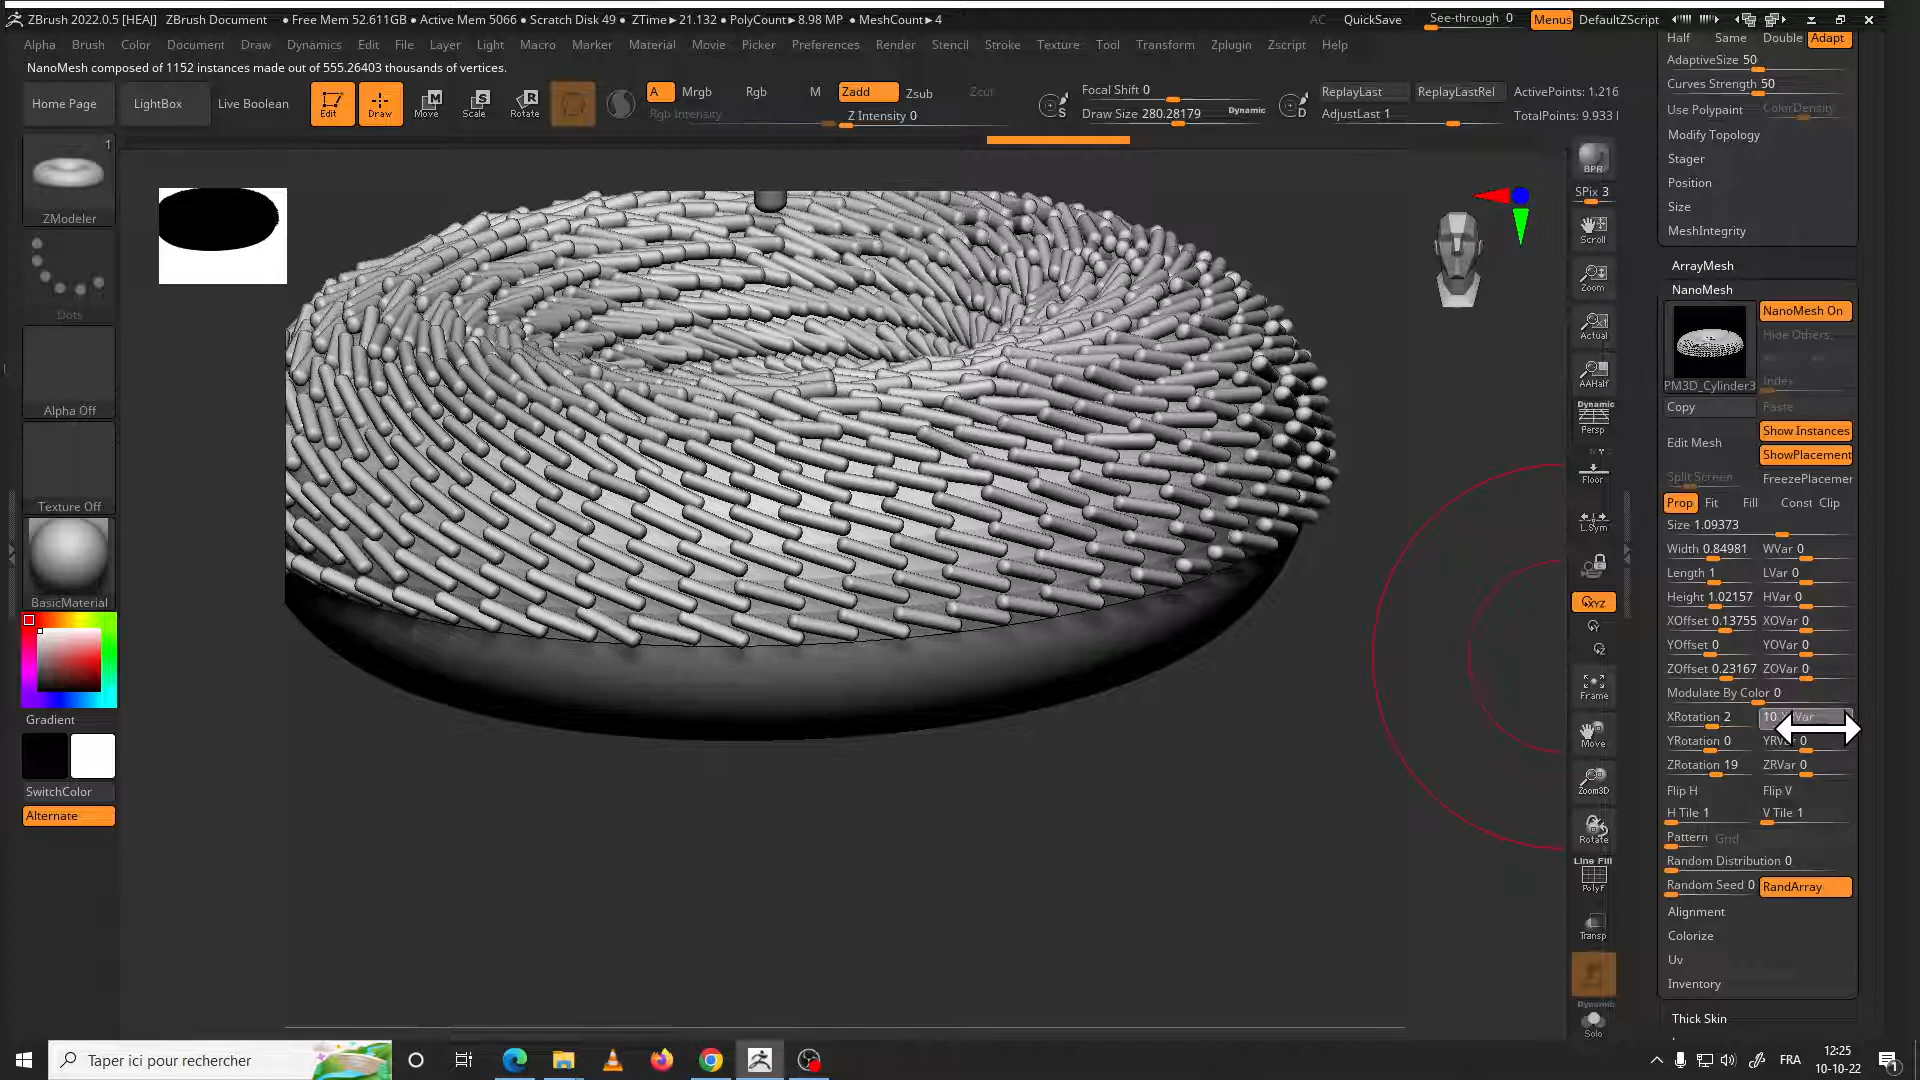 ZBrush 2022.0.5 [HEAJ] ZBrush Document • Free Mem 52.611GB • Active Mem 5066 • Scratch Disk 49 • ZTime►21.132 • PolyCount►8.98 MP • MeshCount►4 AC QuickSave See-through 0 Menus DefaultZScript
Alpha Brush Color Document Draw Dynamics Edit File Layer Light Macro Marker Material Movie Picker Preferences Render Stencil Stroke Texture Tool Transform Zplugin Zscript Help
NanoMesh composed of 1152 instances made out of 555.26403 thousands of vertices.
Home Page LightBox Live Boolean Edit Draw Move Scale Rotate A Mrgb Rgb M Zadd Zsub Zcut
Rgb Intensity Z Intensity 0
Focal Shift 0
Draw Size 280.28179 Dynamic
S D
ReplayLast ReplayLastRel ActivePoints: 1.216
AdjustLast 1 TotalPoints: 9.933
1
ZModeler
Dots
Alpha Off
Texture Off
BasicMaterial
Gradient
SwitchColor
Alternate
BPR
SPix 3
Scroll
Zoom
Actual
AAHalf
Dynamic
Persp
Floor
L.Sym
XYZ
Y
Z
Frame
Move
Zoom3D
Rotate
Line Fill
PolyF
Transp
Dynamic
Solo
Half Same Double Adapt
AdaptiveSize 50
Curves Strength 50
Use Polypaint ColorDensity
Modify Topology
Stager
Position
Size
MeshIntegrity
ArrayMesh
NanoMesh
NanoMesh On
Hide Others
Index
PM3D_Cylinder3
Copy Paste
Show Instances
Edit Mesh
ShowPlacement
Split Screen FreezePlacemer
Prop Fit Fill Const Clip
Size 1.09373
Width 0.84981 WVar 0
Length 1 LVar 0
Height 1.02157 HVar 0
XOffset 0.13755 XOVar 0
YOffset 0 YOVar 0
ZOffset 0.23167 ZOVar 0
Modulate By Color 0
XRotation 2 10
YRotation 0 YRVar 0
ZRotation 19 ZRVar 0
Flip H Flip V
H Tile 1 V Tile 1
Pattern Grid
Random Distribution 0
Random Seed 0 RandArray
Alignment
Colorize
Uv
Inventory
Thick Skin
Taper ici pour rechercher
FRA
12:25
10-10-22
1